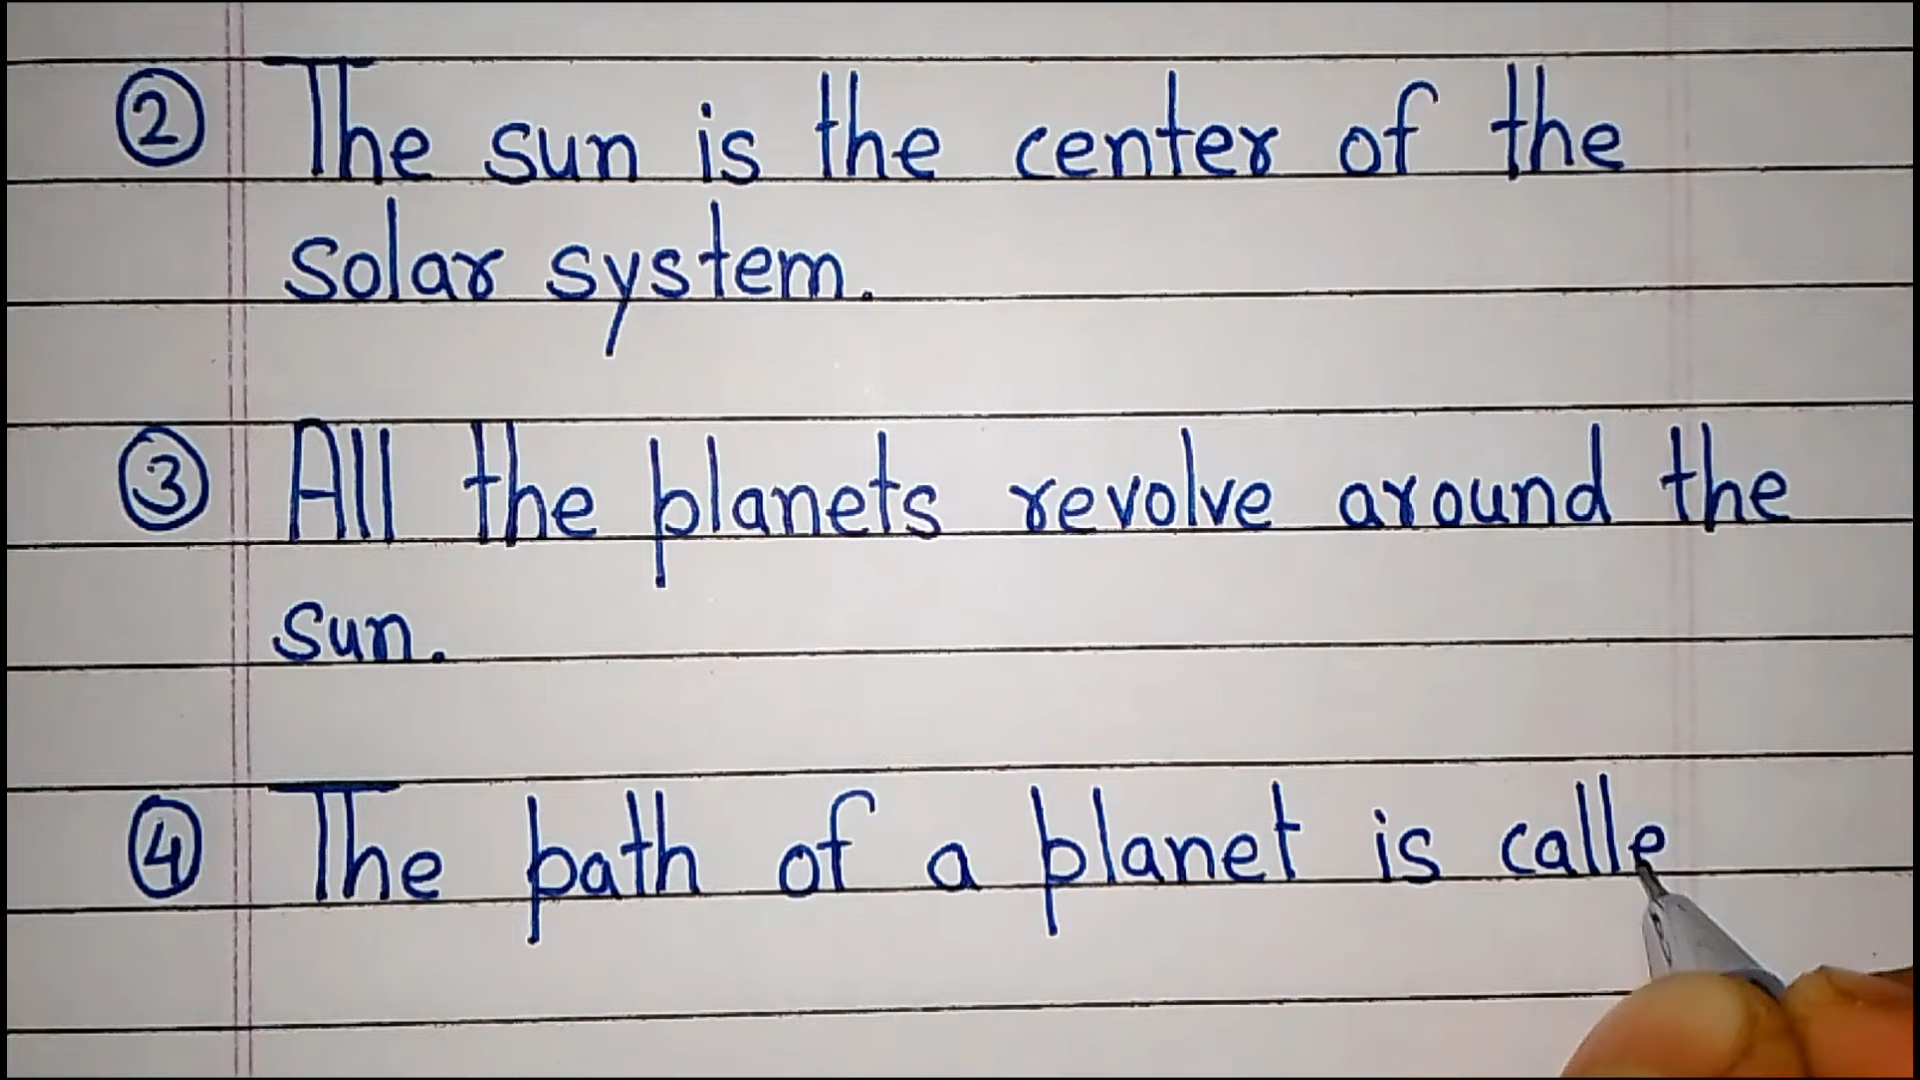 ② The sun is the center of the
solar system.
③ All the planets revolve around the
sun.
④ The path of a planet is calle